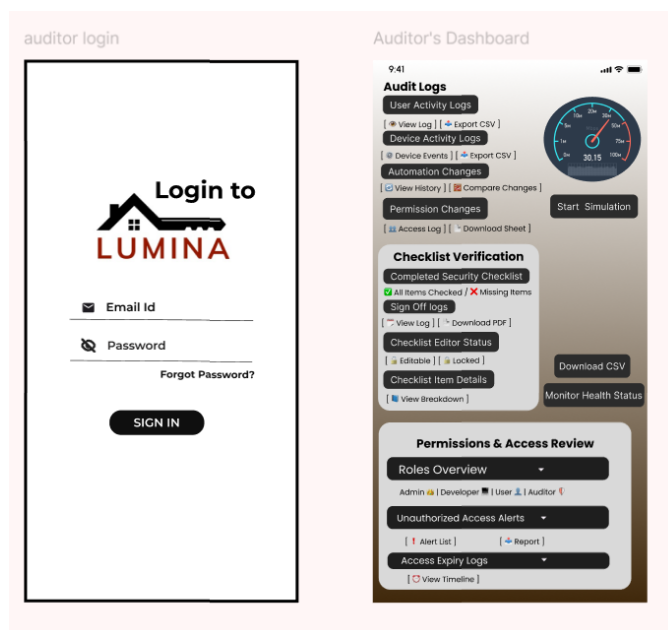 auditor login
Login to
LUMINA
Email Id
Password
Forgot Password?
SIGN IN
Auditor's Dashboard
9:41
Audit Logs
User Activity Logs
[ View Log ] [ Export CSV ]
Device Activity Logs
[ Device Events ] [ Export CSV ]
Automation Changes
[ View History ] [ Compare Changes ]
Permission Changes
[ Access Log ] [ Download Sheet ]
30.15
Start Simulation
Checklist Verification
Completed Security Checklist
All Items Checked / Missing Items
Sign Off logs
[ View Log ] [ Download PDF ]
Checklist Editor Status
[ Editable ] [ Locked ]
Checklist Item Details
[ View Breakdown ]
Download CSV
Monitor Health Status
Permissions & Access Review
Roles Overview
Admin | Developer | User | Auditor
Unauthorized Access Alerts
[ Alert List ] [ Report ]
Access Expiry Logs
[ View Timeline ]